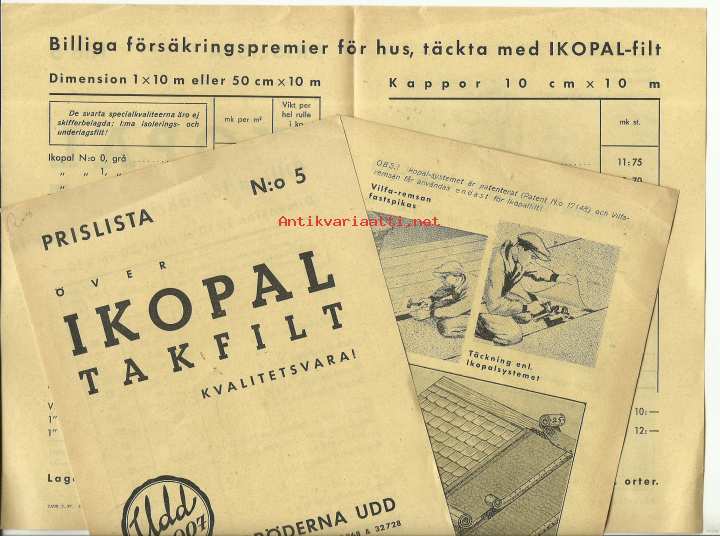 Billiga försäkringspremier för hus, täckta med IKOPAL-filt
Dimension 1×10 m eller 50 cm×10 m
De svarta specialkvaliteerna äro ej
skifferbelagda: I:ma isolerings- och
underlagsfilt!
mk per m²
Vikt per
hel rulle
i kg
Ikopal N:o 0, grå
„ „ 1, „
Kappor 10 cm×10 m
mk st.
11:75
10:—
12:—
orter.
PRISLISTA N:o 5
ÖVER
IKOPAL
TAKFILT
KVALITETSVARA!
Udd
BRÖDERNA UDD
& 32728
OBS.! Ikopal-systemet är patenterat (Patent N:o 17148) och Vilfa-
remsan får användas endast för Ikopalfilt!
Vilfa-remsan
fastspikas
Täckning enl.
Ikopalsystemet
Antikvariaatti.net